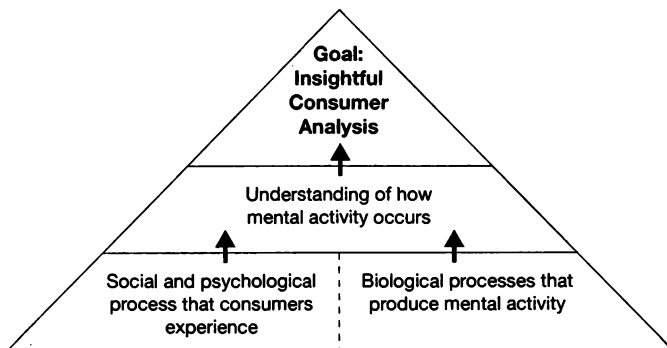 Goal:
Insightful
Consumer
Analysis
Understanding of how
mental activity occurs
Social and psychological
process that consumers
experience
Biological processes that
produce mental activity